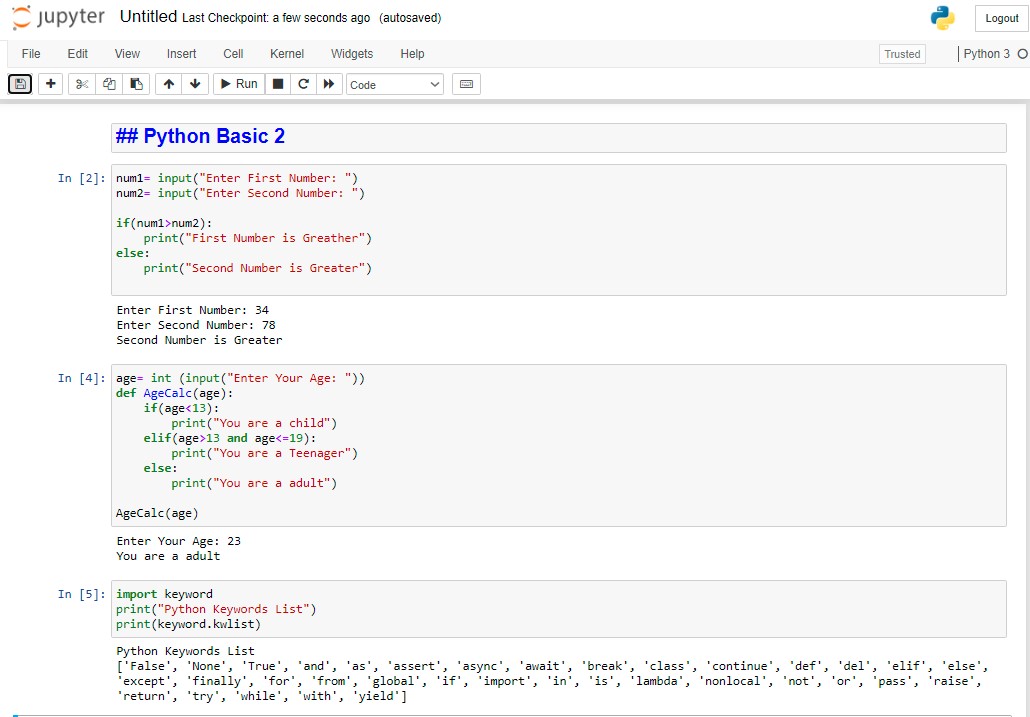 jupyter Untitled Last Checkpoint: a few seconds ago (autosaved) Logout
File Edit View Insert Cell Kernel Widgets Help Trusted Python 3
Run Code
## Python Basic 2
In [2]: num1= input("Enter First Number: ")
num2= input("Enter Second Number: ")
if(num1>num2):
    print("First Number is Greather")
else:
    print("Second Number is Greater")
Enter First Number: 34
Enter Second Number: 78
Second Number is Greater
In [4]: age= int (input("Enter Your Age: "))
def AgeCalc(age):
    if(age<13):
        print("You are a child")
    elif(age>13 and age<=19):
        print("You are a Teenager")
    else:
        print("You are a adult")
AgeCalc(age)
Enter Your Age: 23
You are a adult
In [5]: import keyword
print("Python Keywords List")
print(keyword.kwlist)
Python Keywords List
['False', 'None', 'True', 'and', 'as', 'assert', 'async', 'await', 'break', 'class', 'continue', 'def', 'del', 'elif', 'else',
'except', 'finally', 'for', 'from', 'global', 'if', 'import', 'in', 'is', 'lambda', 'nonlocal', 'not', 'or', 'pass', 'raise',
'return', 'try', 'while', 'with', 'yield']